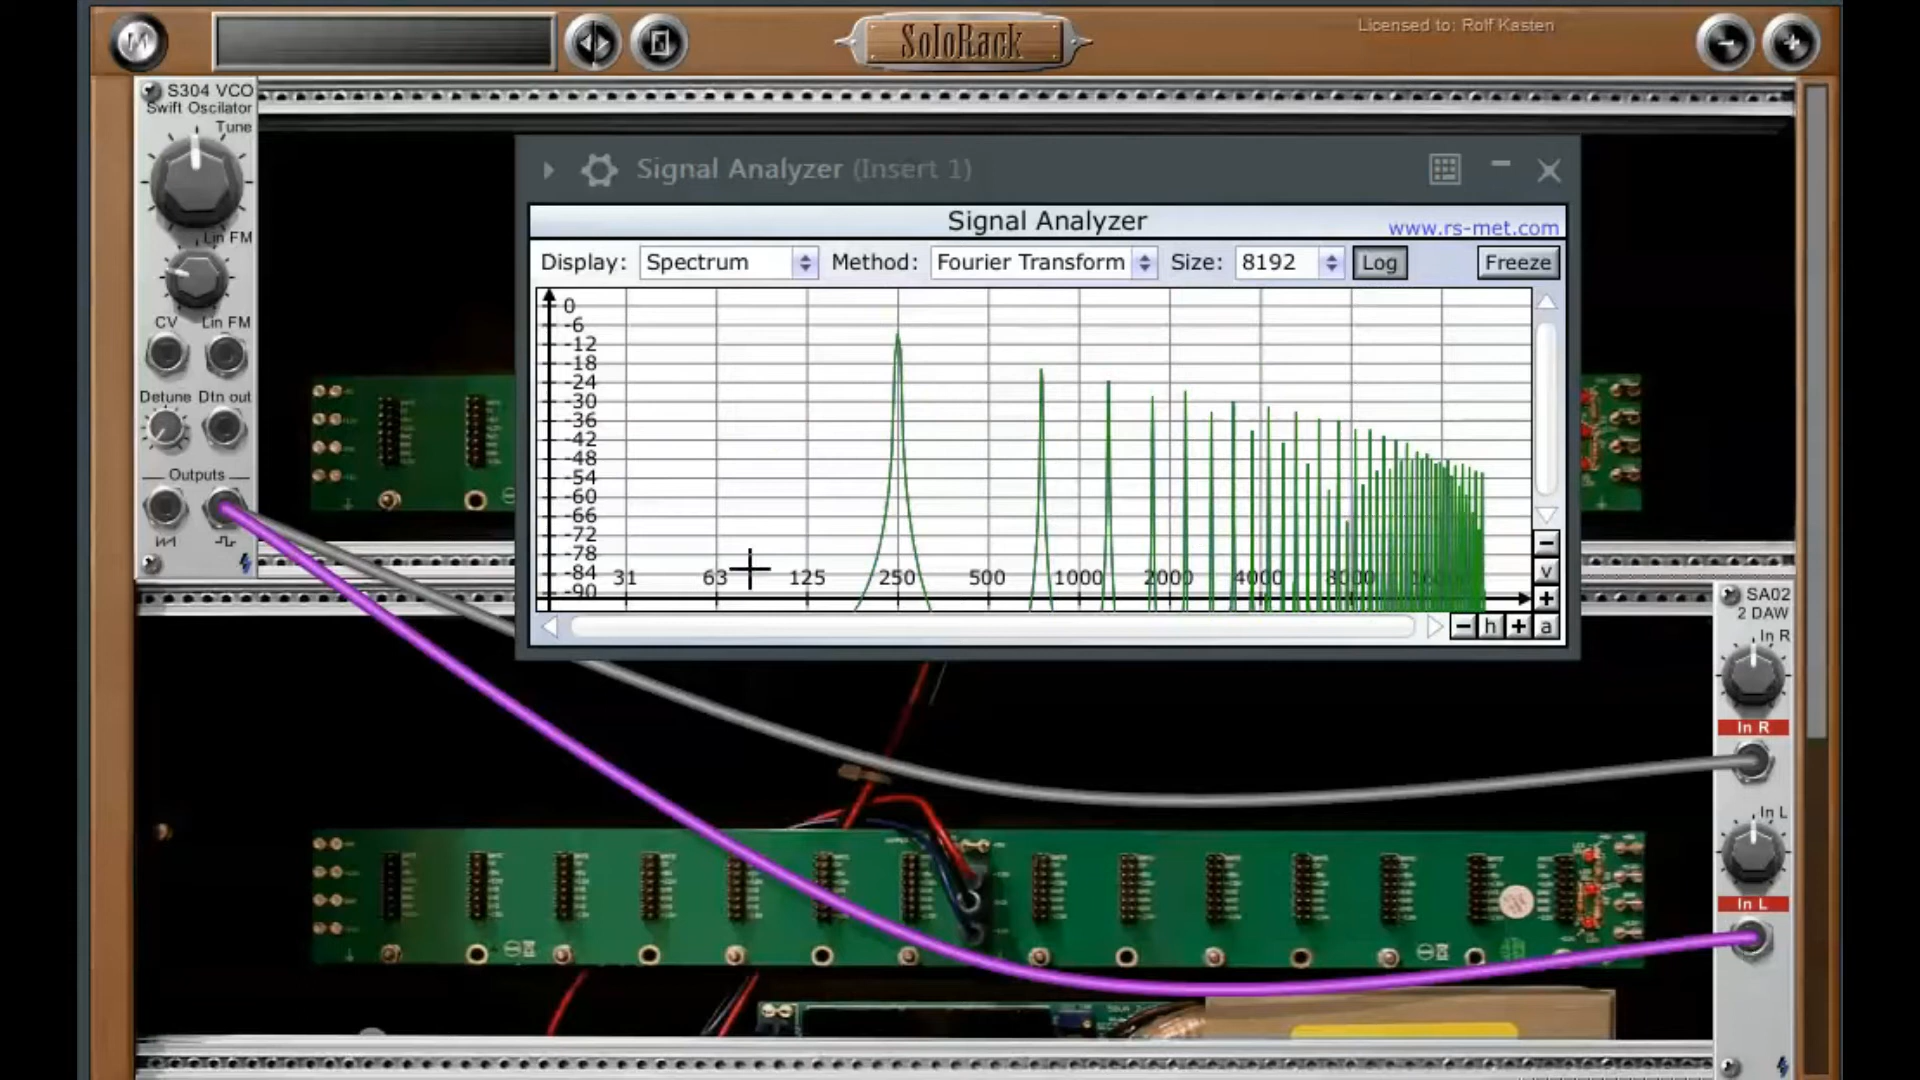 SoloRack
Licensed to: Rolf Kasten
S304 VCO
Swift Oscilator
Tune
Lin FM
CV Lin FM
Detune Dtn out
Outputs
Signal Analyzer (Insert 1)
Signal Analyzer
www.rs-met.com
Display: Spectrum Method: Fourier Transform Size: 8192 Log Freeze
0
-6
-12
-18
-24
-30
-36
-42
-48
-54
-60
-66
-72
-78
-84
-90
31 63 125 250 500 1000 2000 4000 8000
- v +
- h + a
SA02
2 DAW
In R
In R
In L
In L